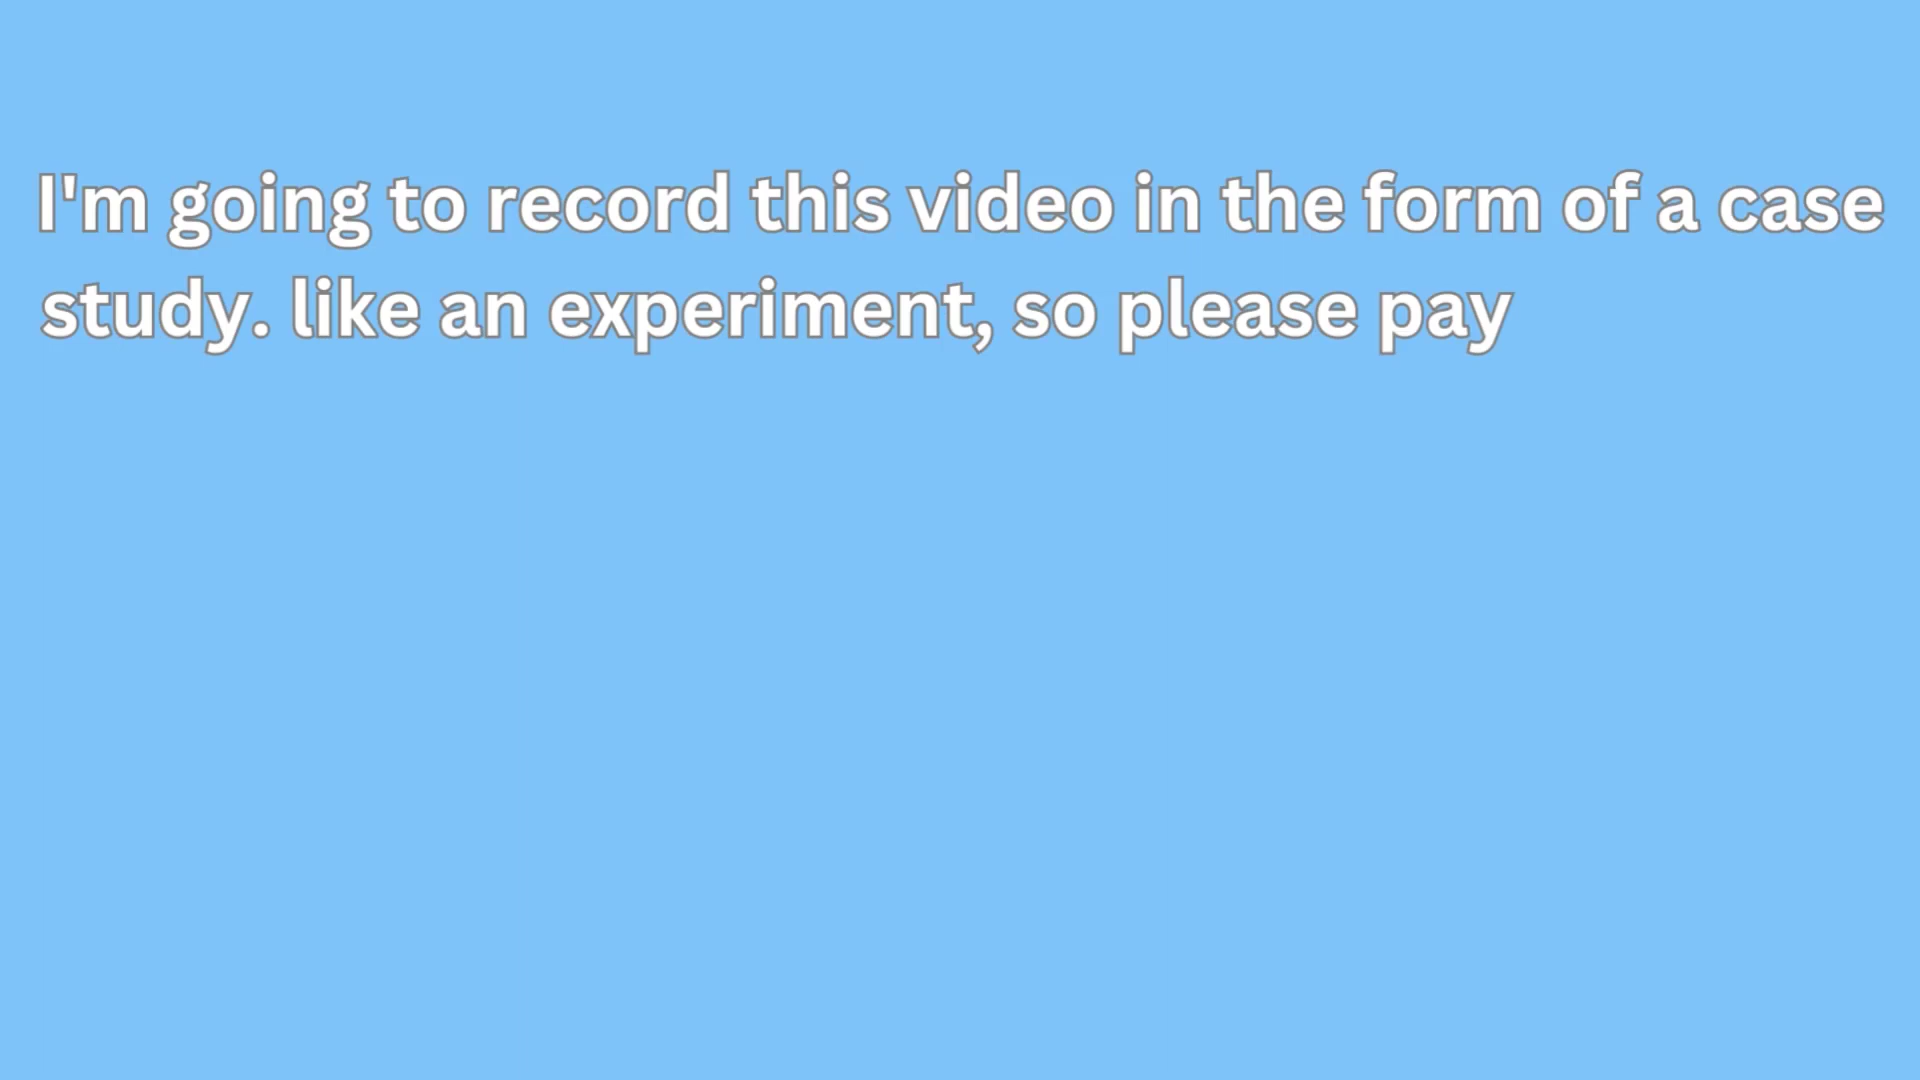 I'm going to record this video in the form of a case
study. like an experiment, so please pay